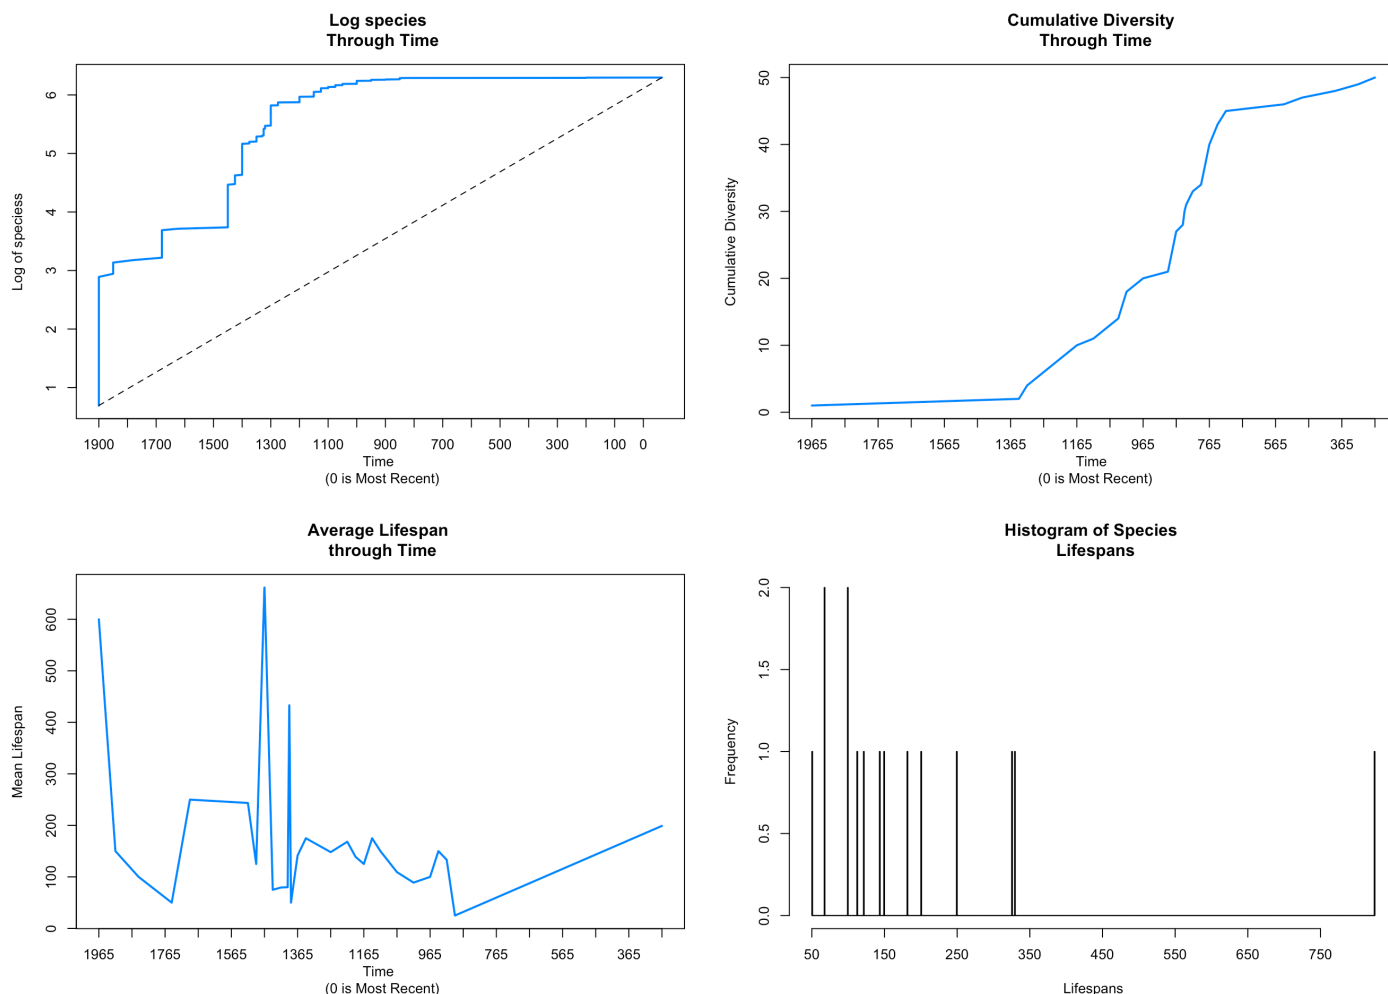 Log species
Through Time
Log of speciess
6
5
4
3
2
1
1900 1700 1500 1300 1100 900 700 500 300 100 0
Time
(0 is Most Recent)
Cumulative Diversity
Through Time
Cumulative Diversity
50
40
30
20
10
0
1965 1765 1565 1365 1165 965 765 565 365
Time
(0 is Most Recent)
Average Lifespan
through Time
Mean Lifespan
600
500
400
300
200
100
0
1965 1765 1565 1365 1165 965 765 565 365
Time
(0 is Most Recent)
Histogram of Species
Lifespans
Frequency
2.0
1.5
1.0
0.5
0.0
50 150 250 350 450 550 650 750
Lifespans